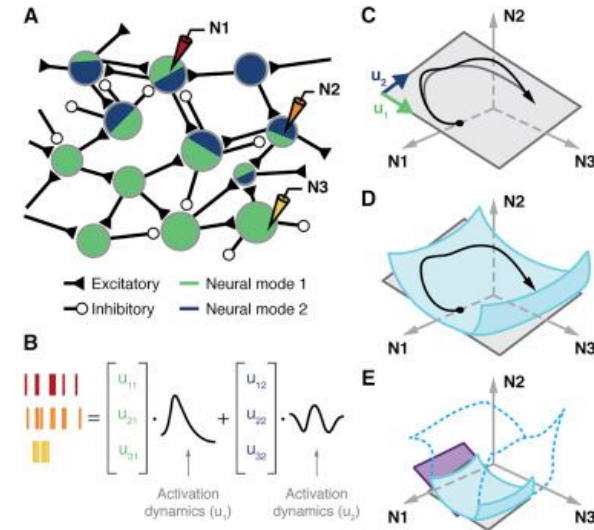 A
N1
N2
N3
Excitatory
Neural mode 1
Inhibitory
Neural mode 2
B
u11
u21
u31
=
·
+
u12
u22
u32
·
Activation
dynamics (u1)
Activation
dynamics (u2)
C
N2
u2
u1
N1
N3
D
N2
N1
N3
E
N2
N1
N3